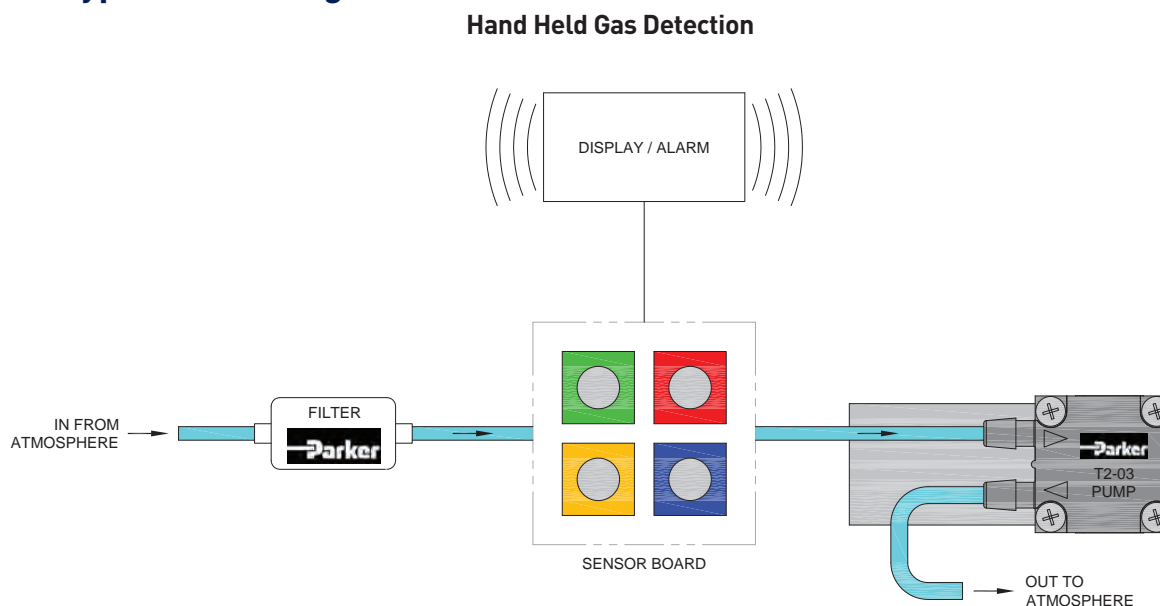 Hand Held Gas Detection
DISPLAY / ALARM
FILTER
Parker
IN FROM
ATMOSPHERE
Parker
T2-03
PUMP
SENSOR BOARD
OUT TO
ATMOSPHERE